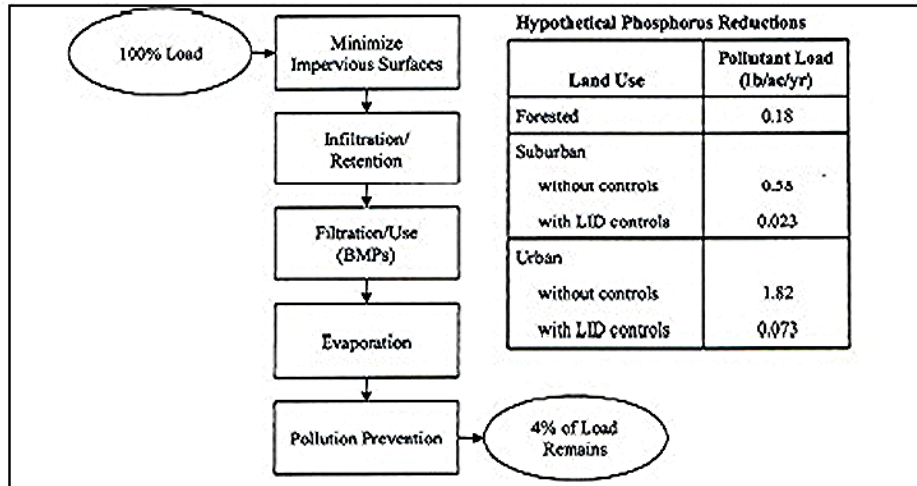 100% Load
Minimize
Impervious Surfaces
Infiltration/
Retention
Filtration/Use
(BMPs)
Evaporation
Pollution Prevention
4% of Load
Remains
Hypothetical Phosphorus Reductions
Land Use
Pollutant Load
(lb/ac/yr)
Forested 0.18
Suburban
without controls 0.58
with LID controls 0.023
Urban
without controls 1.82
with LID controls 0.073